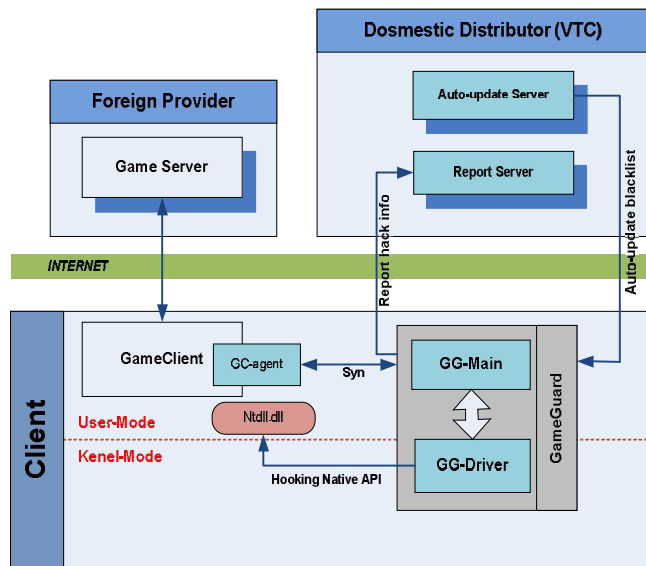 Dosmestic Distributor (VTC)
Foreign Provider
Auto-update Server
Game Server
Report Server
Report hack info
Auto-update blacklist
INTERNET
Client
GameClient
GC-agent
Syn
GG-Main
GameGuard
Ntdll.dll
User-Mode
Kenel-Mode
GG-Driver
Hooking Native API